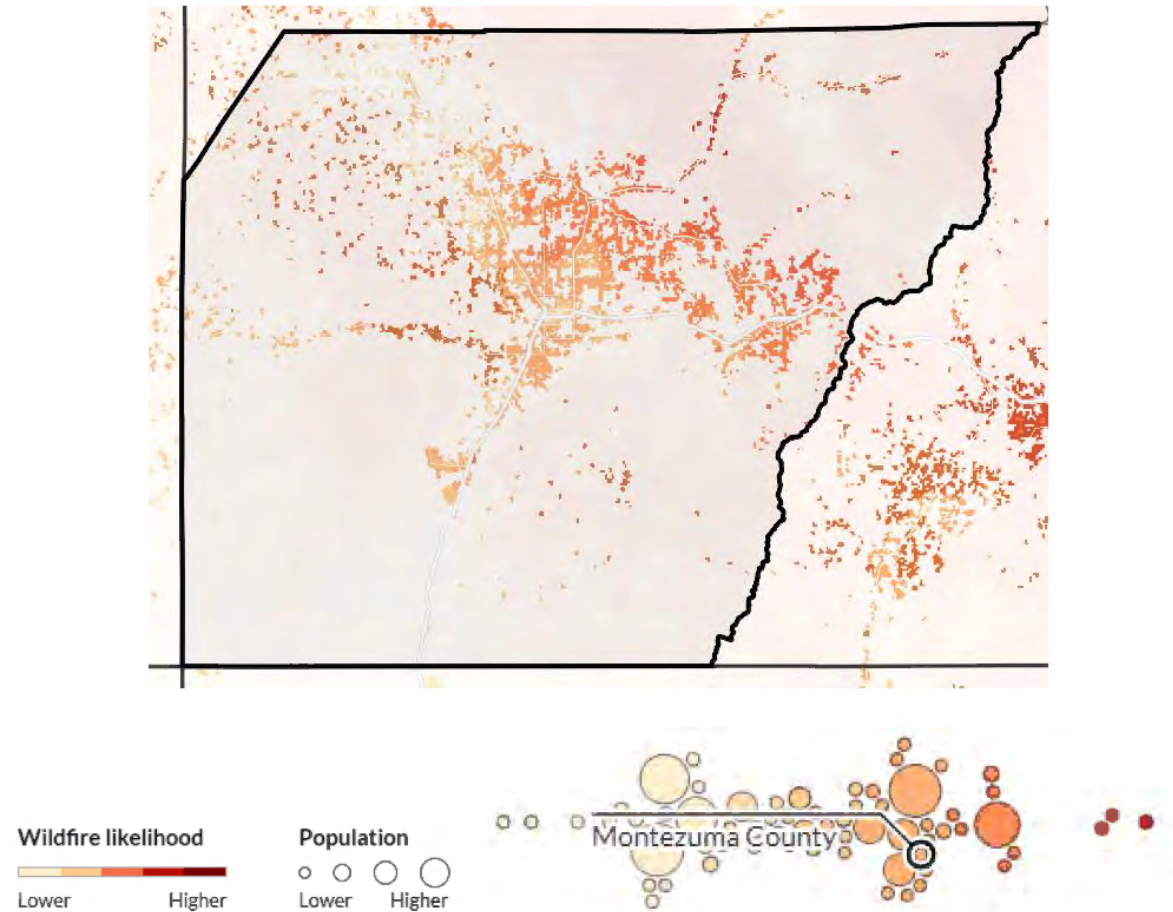 Montezuma County
Wildfire likelihood
Lower Higher
Population
Lower Higher